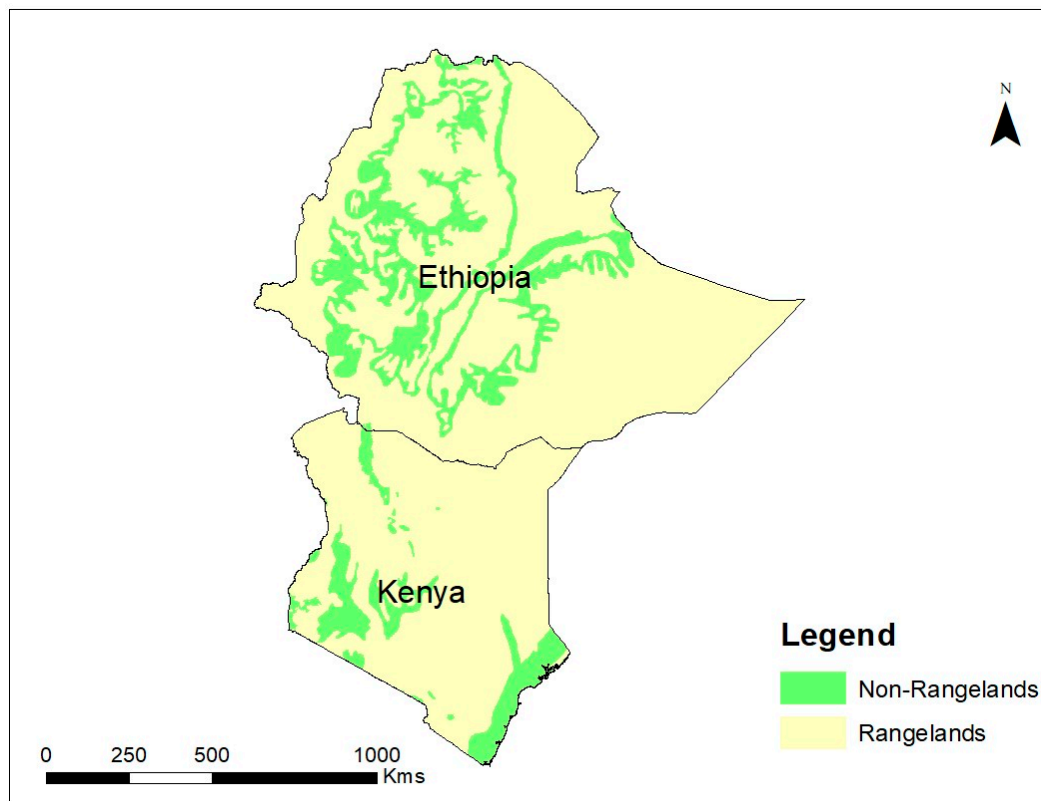 N
Ethiopia
Kenya
Legend
Non-Rangelands
Rangelands
0 250 500 1000
Kms